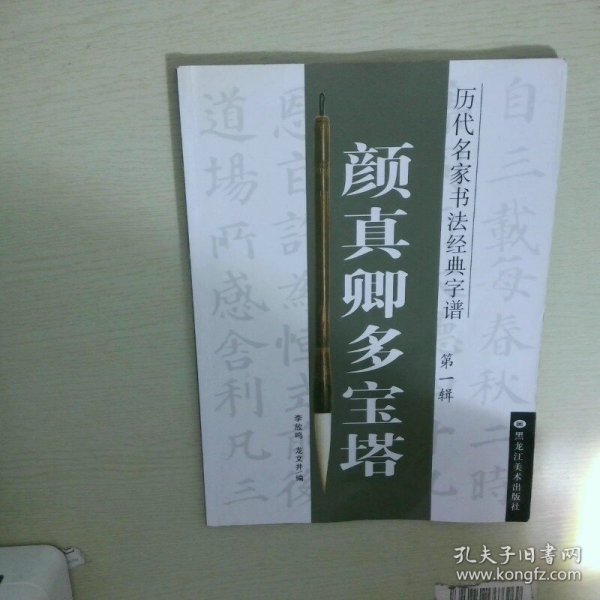 历代名家书法经典字谱
第一辑
颜真卿多宝塔
李放鸣 龙文井 编
黑龙江美术出版社
自三载每春秋二時
道場所感舍利凡三
孔夫子旧书网
www.kongfz.com